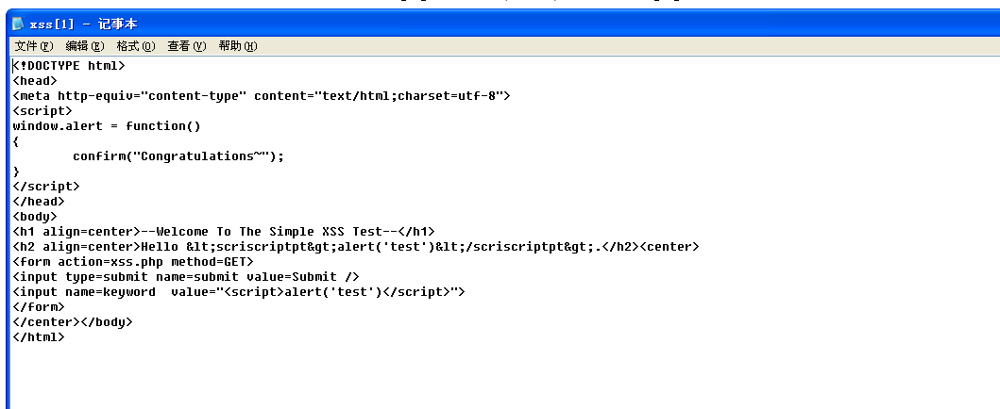 xss[1] - 记事本
文件(F) 编辑(E) 格式(O) 查看(V) 帮助(H)
<!DOCTYPE html>
<head>
<meta http-equiv="content-type" content="text/html;charset=utf-8">
<script>
window.alert = function()
{
confirm("Congratulations~");
}
</script>
</head>
<body>
<h1 align=center>--Welcome To The Simple XSS Test--</h1>
<h2 align=center>Hello &lt;scriscriptpt&gt;alert('test')&lt;/scriscriptpt&gt;.</h2><center>
<form action=xss.php method=GET>
<input type=submit name=submit value=Submit />
<input name=keyword  value="<script>alert('test')</script>">
</form>
</center></body>
</html>